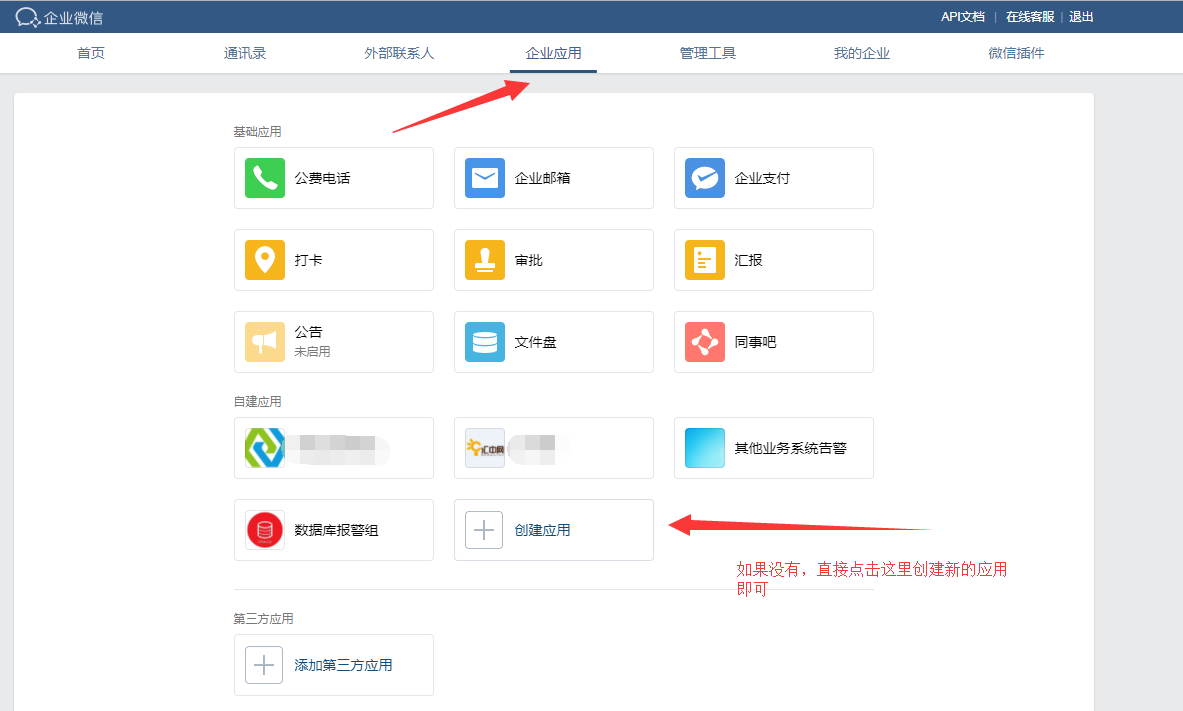 企业微信
API文档 | 在线客服 | 退出
首页 通讯录 外部联系人 企业应用 管理工具 我的企业 微信插件
基础应用
公费电话 企业邮箱 企业支付
打卡 审批 汇报
公告
未启用
文件盘 同事吧
自建应用
汇中网 其他业务系统告警
数据库报警组 创建应用
如果没有，直接点击这里创建新的应用
即可
第三方应用
添加第三方应用